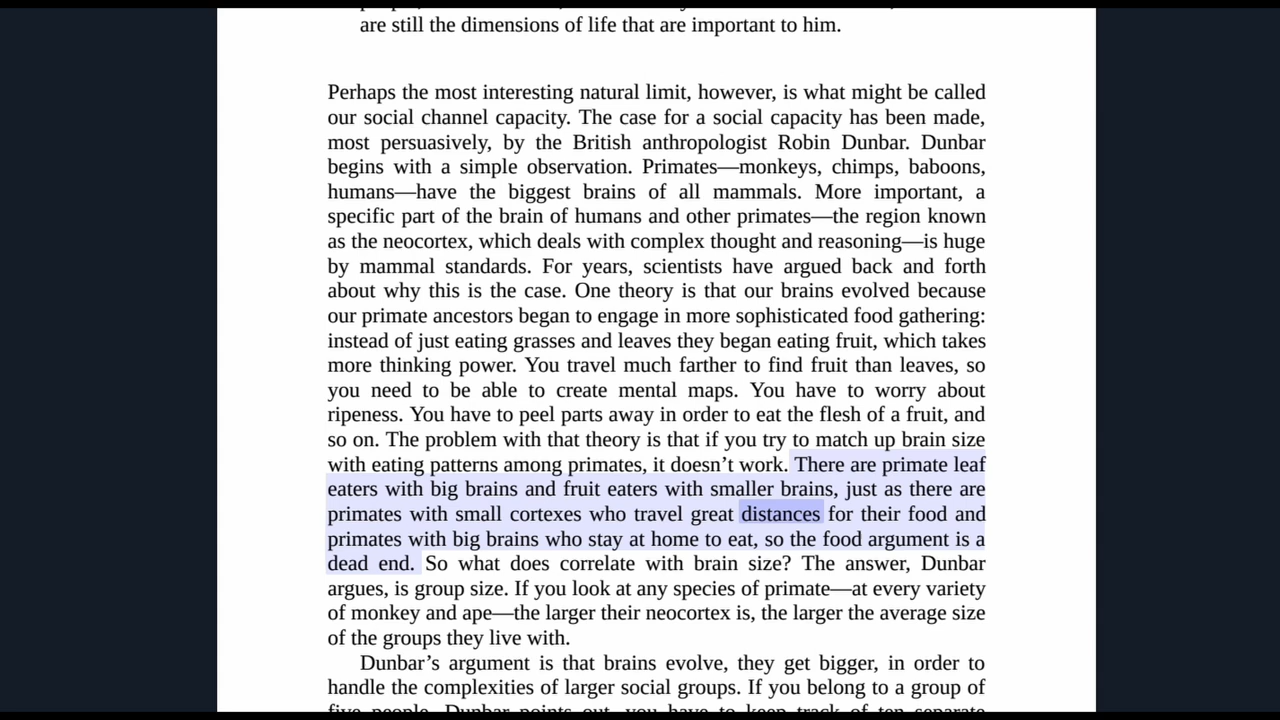 are still the dimensions of life that are important to him.
Perhaps the most interesting natural limit, however, is what might be called
our social channel capacity. The case for a social capacity has been made,
most persuasively, by the British anthropologist Robin Dunbar. Dunbar
begins with a simple observation. Primates—monkeys, chimps, baboons,
humans—have the biggest brains of all mammals. More important, a
specific part of the brain of humans and other primates—the region known
as the neocortex, which deals with complex thought and reasoning—is huge
by mammal standards. For years, scientists have argued back and forth
about why this is the case. One theory is that our brains evolved because
our primate ancestors began to engage in more sophisticated food gathering:
instead of just eating grasses and leaves they began eating fruit, which takes
more thinking power. You travel much farther to find fruit than leaves, so
you need to be able to create mental maps. You have to worry about
ripeness. You have to peel parts away in order to eat the flesh of a fruit, and
so on. The problem with that theory is that if you try to match up brain size
with eating patterns among primates, it doesn’t work. There are primate leaf
eaters with big brains and fruit eaters with smaller brains, just as there are
primates with small cortexes who travel great distances for their food and
primates with big brains who stay at home to eat, so the food argument is a
dead end. So what does correlate with brain size? The answer, Dunbar
argues, is group size. If you look at any species of primate—at every variety
of monkey and ape—the larger their neocortex is, the larger the average size
of the groups they live with.
Dunbar’s argument is that brains evolve, they get bigger, in order to
handle the complexities of larger social groups. If you belong to a group of
five people, Dunbar points out, you have to keep track of ten separate